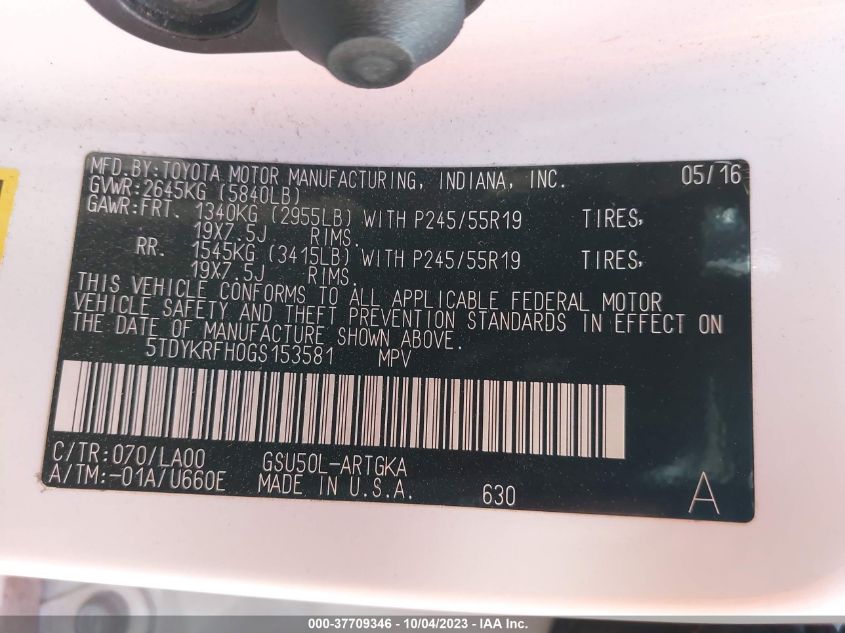 MFD.BY:TOYOTA MOTOR MANUFACTURING, INDIANA, INC. 05/16
GVWR:2645KG (5840LB)
GAWR:FRT. 1340KG (2955LB) WITH P245/55R19 TIRES,
19X7.5J RIMS.
RR. 1545KG (3415LB) WITH P245/55R19 TIRES,
19X7.5J RIMS.
THIS VEHICLE CONFORMS TO ALL APPLICABLE FEDERAL MOTOR
VEHICLE SAFETY AND THEFT PREVENTION STANDARDS IN EFFECT ON
THE DATE OF MANUFACTURE SHOWN ABOVE.
5TDYKRFH0GS153581 MPV
C/TR:070/LA00 GSU50L-ARTGKA
A/TM:-01A/U660E MADE IN U.S.A. 630 A
000-37709346 - 10/04/2023 - IAA Inc.